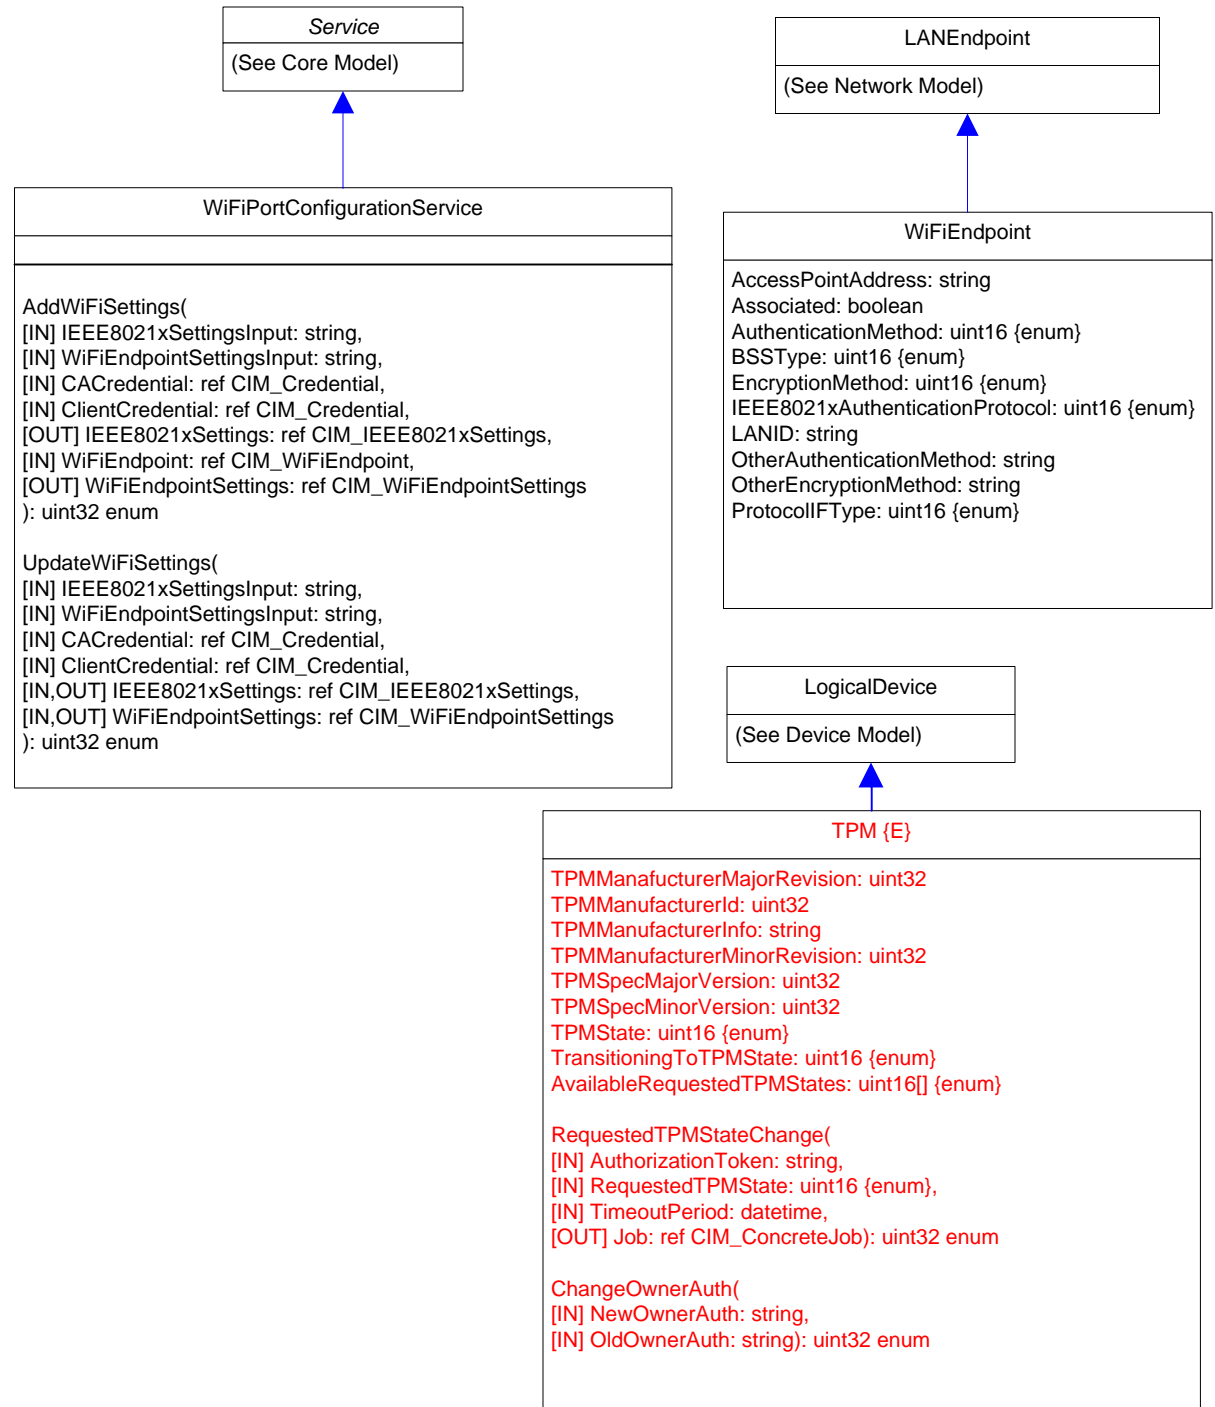 Service
(See Core Model)
LANEndpoint
(See Network Model)
WiFiPortConfigurationService
AddWiFiSettings(
[IN] IEEE8021xSettingsInput: string,
[IN] WiFiEndpointSettingsInput: string,
[IN] CACredential: ref CIM_Credential,
[IN] ClientCredential: ref CIM_Credential,
[OUT] IEEE8021xSettings: ref CIM_IEEE8021xSettings,
[IN] WiFiEndpoint: ref CIM_WiFiEndpoint,
[OUT] WiFiEndpointSettings: ref CIM_WiFiEndpointSettings
): uint32 enum
UpdateWiFiSettings(
[IN] IEEE8021xSettingsInput: string,
[IN] WiFiEndpointSettingsInput: string,
[IN] CACredential: ref CIM_Credential,
[IN] ClientCredential: ref CIM_Credential,
[IN,OUT] IEEE8021xSettings: ref CIM_IEEE8021xSettings,
[IN,OUT] WiFiEndpointSettings: ref CIM_WiFiEndpointSettings
): uint32 enum
WiFiEndpoint
AccessPointAddress: string
Associated: boolean
AuthenticationMethod: uint16 {enum}
BSSType: uint16 {enum}
EncryptionMethod: uint16 {enum}
IEEE8021xAuthenticationProtocol: uint16 {enum}
LANID: string
OtherAuthenticationMethod: string
OtherEncryptionMethod: string
ProtocolIFType: uint16 {enum}
LogicalDevice
(See Device Model)
TPM {E}
TPMManafucturerMajorRevision: uint32
TPMManufacturerId: uint32
TPMManufacturerInfo: string
TPMManufacturerMinorRevision: uint32
TPMSpecMajorVersion: uint32
TPMSpecMinorVersion: uint32
TPMState: uint16 {enum}
TransitioningToTPMState: uint16 {enum}
AvailableRequestedTPMStates: uint16[] {enum}
RequestedTPMStateChange(
[IN] AuthorizationToken: string,
[IN] RequestedTPMState: uint16 {enum},
[IN] TimeoutPeriod: datetime,
[OUT] Job: ref CIM_ConcreteJob): uint32 enum
ChangeOwnerAuth(
[IN] NewOwnerAuth: string,
[IN] OldOwnerAuth: string): uint32 enum